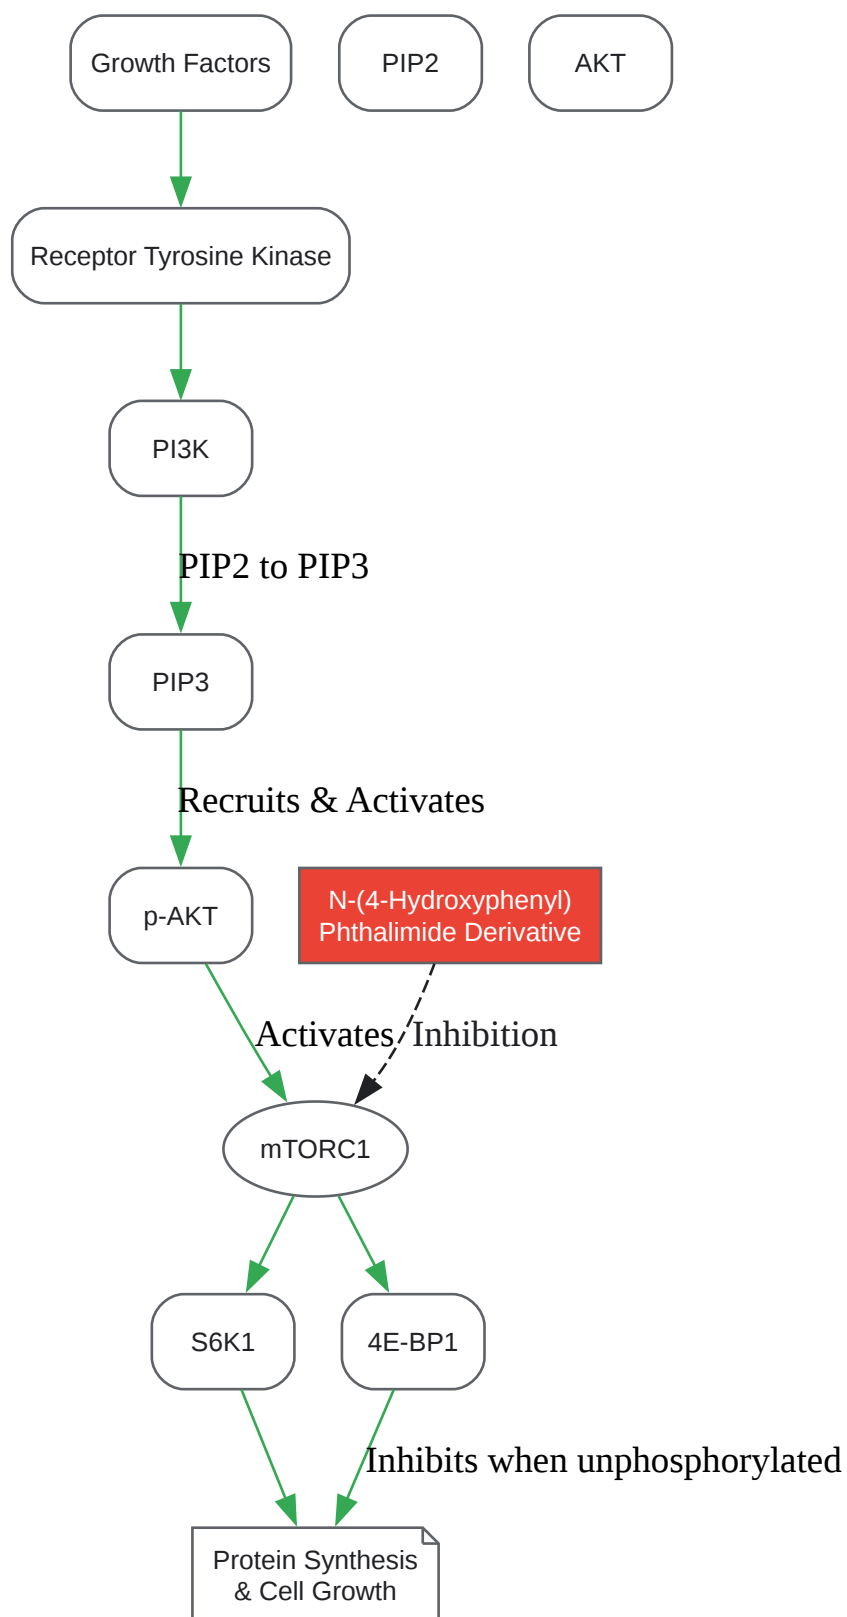 Growth Factors
PIP2
AKT
Receptor Tyrosine Kinase
PI3K
PIP2 to PIP3
PIP3
Recruits & Activates
p-AKT
N-(4-Hydroxyphenyl)
Phthalimide Derivative
Activates
Inhibition
mTORC1
S6K1
4E-BP1
Inhibits when unphosphorylated
Protein Synthesis
& Cell Growth